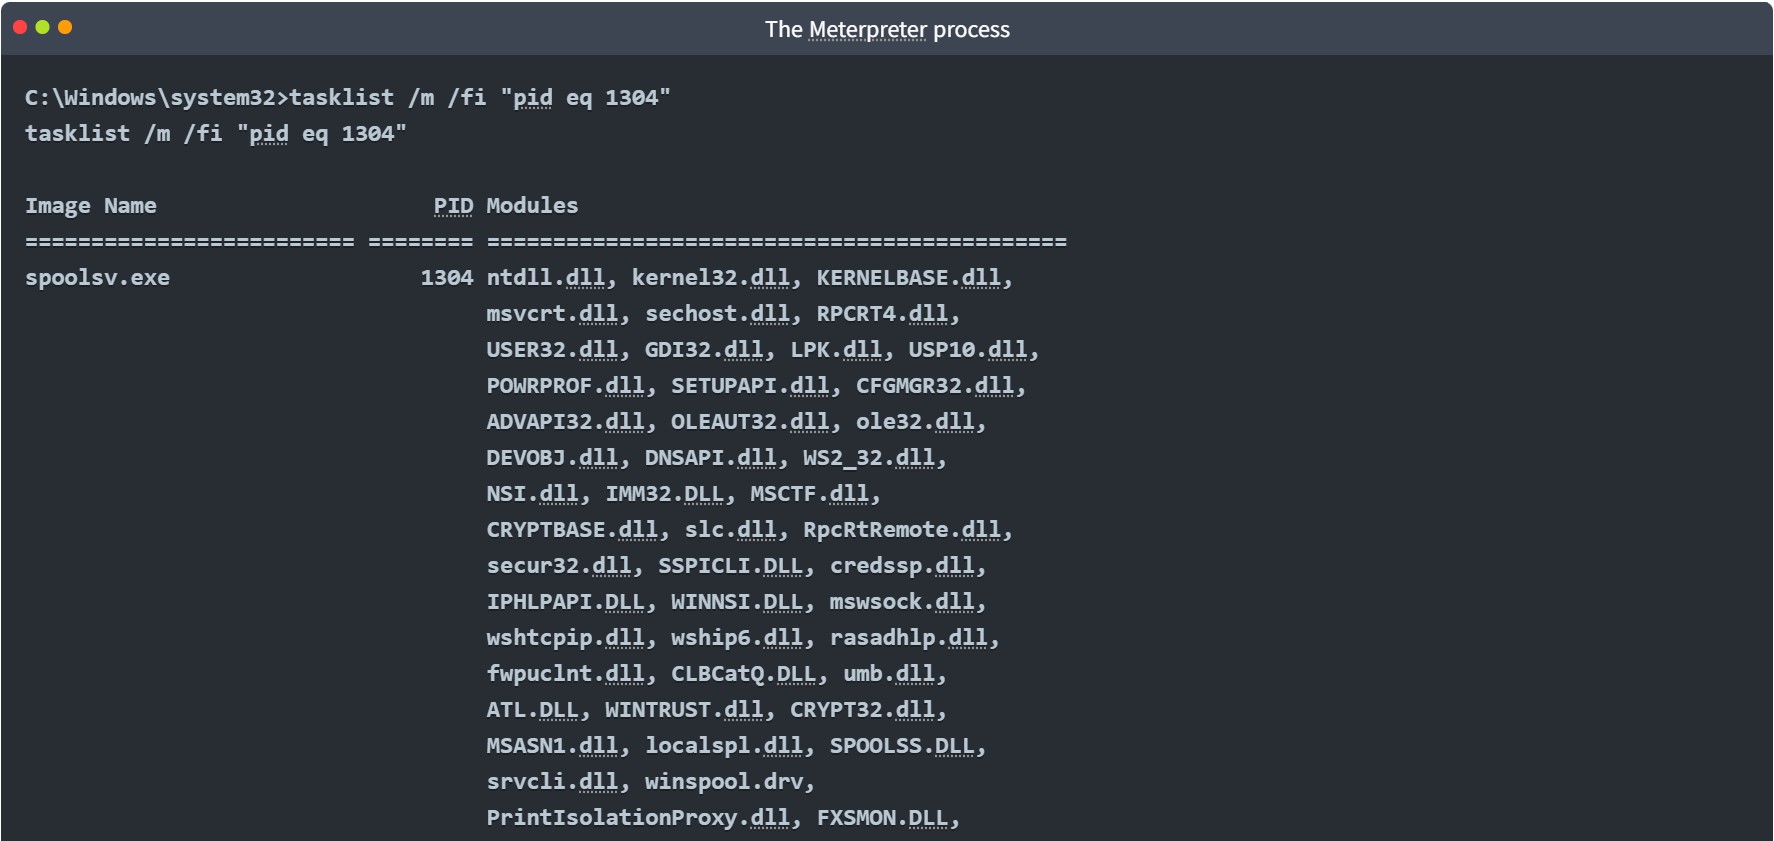 The Meterpreter process
C:\Windows\system32>tasklist /m /fi "pid eq 1304"
tasklist /m /fi "pid eq 1304"
Image Name                     PID Modules
========================= ======== ============================================
spoolsv.exe                   1304 ntdll.dll, kernel32.dll, KERNELBASE.dll,
msvcrt.dll, sechost.dll, RPCRT4.dll,
USER32.dll, GDI32.dll, LPK.dll, USP10.dll,
POWRPROF.dll, SETUPAPI.dll, CFGMGR32.dll,
ADVAPI32.dll, OLEAUT32.dll, ole32.dll,
DEVOBJ.dll, DNSAPI.dll, WS2_32.dll,
NSI.dll, IMM32.DLL, MSCTF.dll,
CRYPTBASE.dll, slc.dll, RpcRtRemote.dll,
secur32.dll, SSPICLI.DLL, credssp.dll,
IPHLPAPI.DLL, WINNSI.DLL, mswsock.dll,
wshtcpip.dll, wship6.dll, rasadhlp.dll,
fwpuclnt.dll, CLBCatQ.DLL, umb.dll,
ATL.DLL, WINTRUST.dll, CRYPT32.dll,
MSASN1.dll, localspl.dll, SPOOLSS.DLL,
srvcli.dll, winspool.drv,
PrintIsolationProxy.dll, FXSMON.DLL,